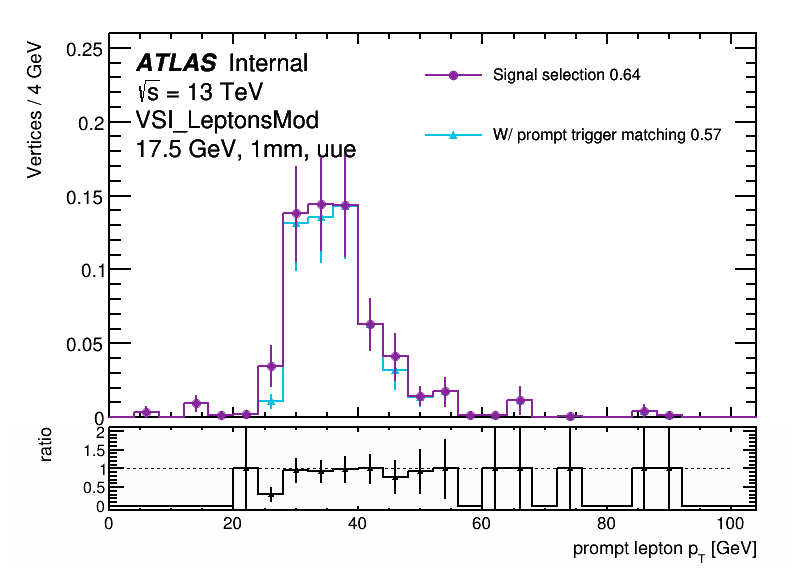 0.25
0.2
0.15
0.1
0.05
0
Vertices / 4 GeV
ATLAS Internal
√s = 13 TeV
VSI_LeptonsMod
17.5 GeV, 1mm, uue
Signal selection 0.64
W/ prompt trigger matching 0.57
ratio
2
1.5
1
0.5
0
0 20 40 60 80 100
prompt lepton pT [GeV]